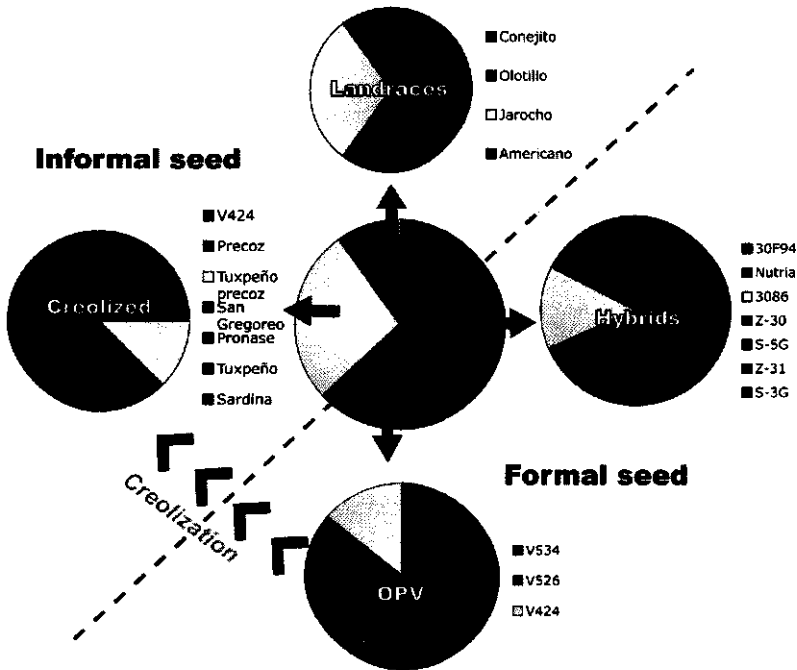 Landraces
Conejito
Olotillo
Jarocho
Americano
Informal seed
Creolized
V424
Precoz
Tuxpeño
precoz
San
Gregoreo
Pronase
Tuxpeño
Sardina
Hybrids
30F94
Nutria
3086
Z-30
S-5G
Z-31
S-3G
Formal seed
Creolization
OPV
V534
V526
V424